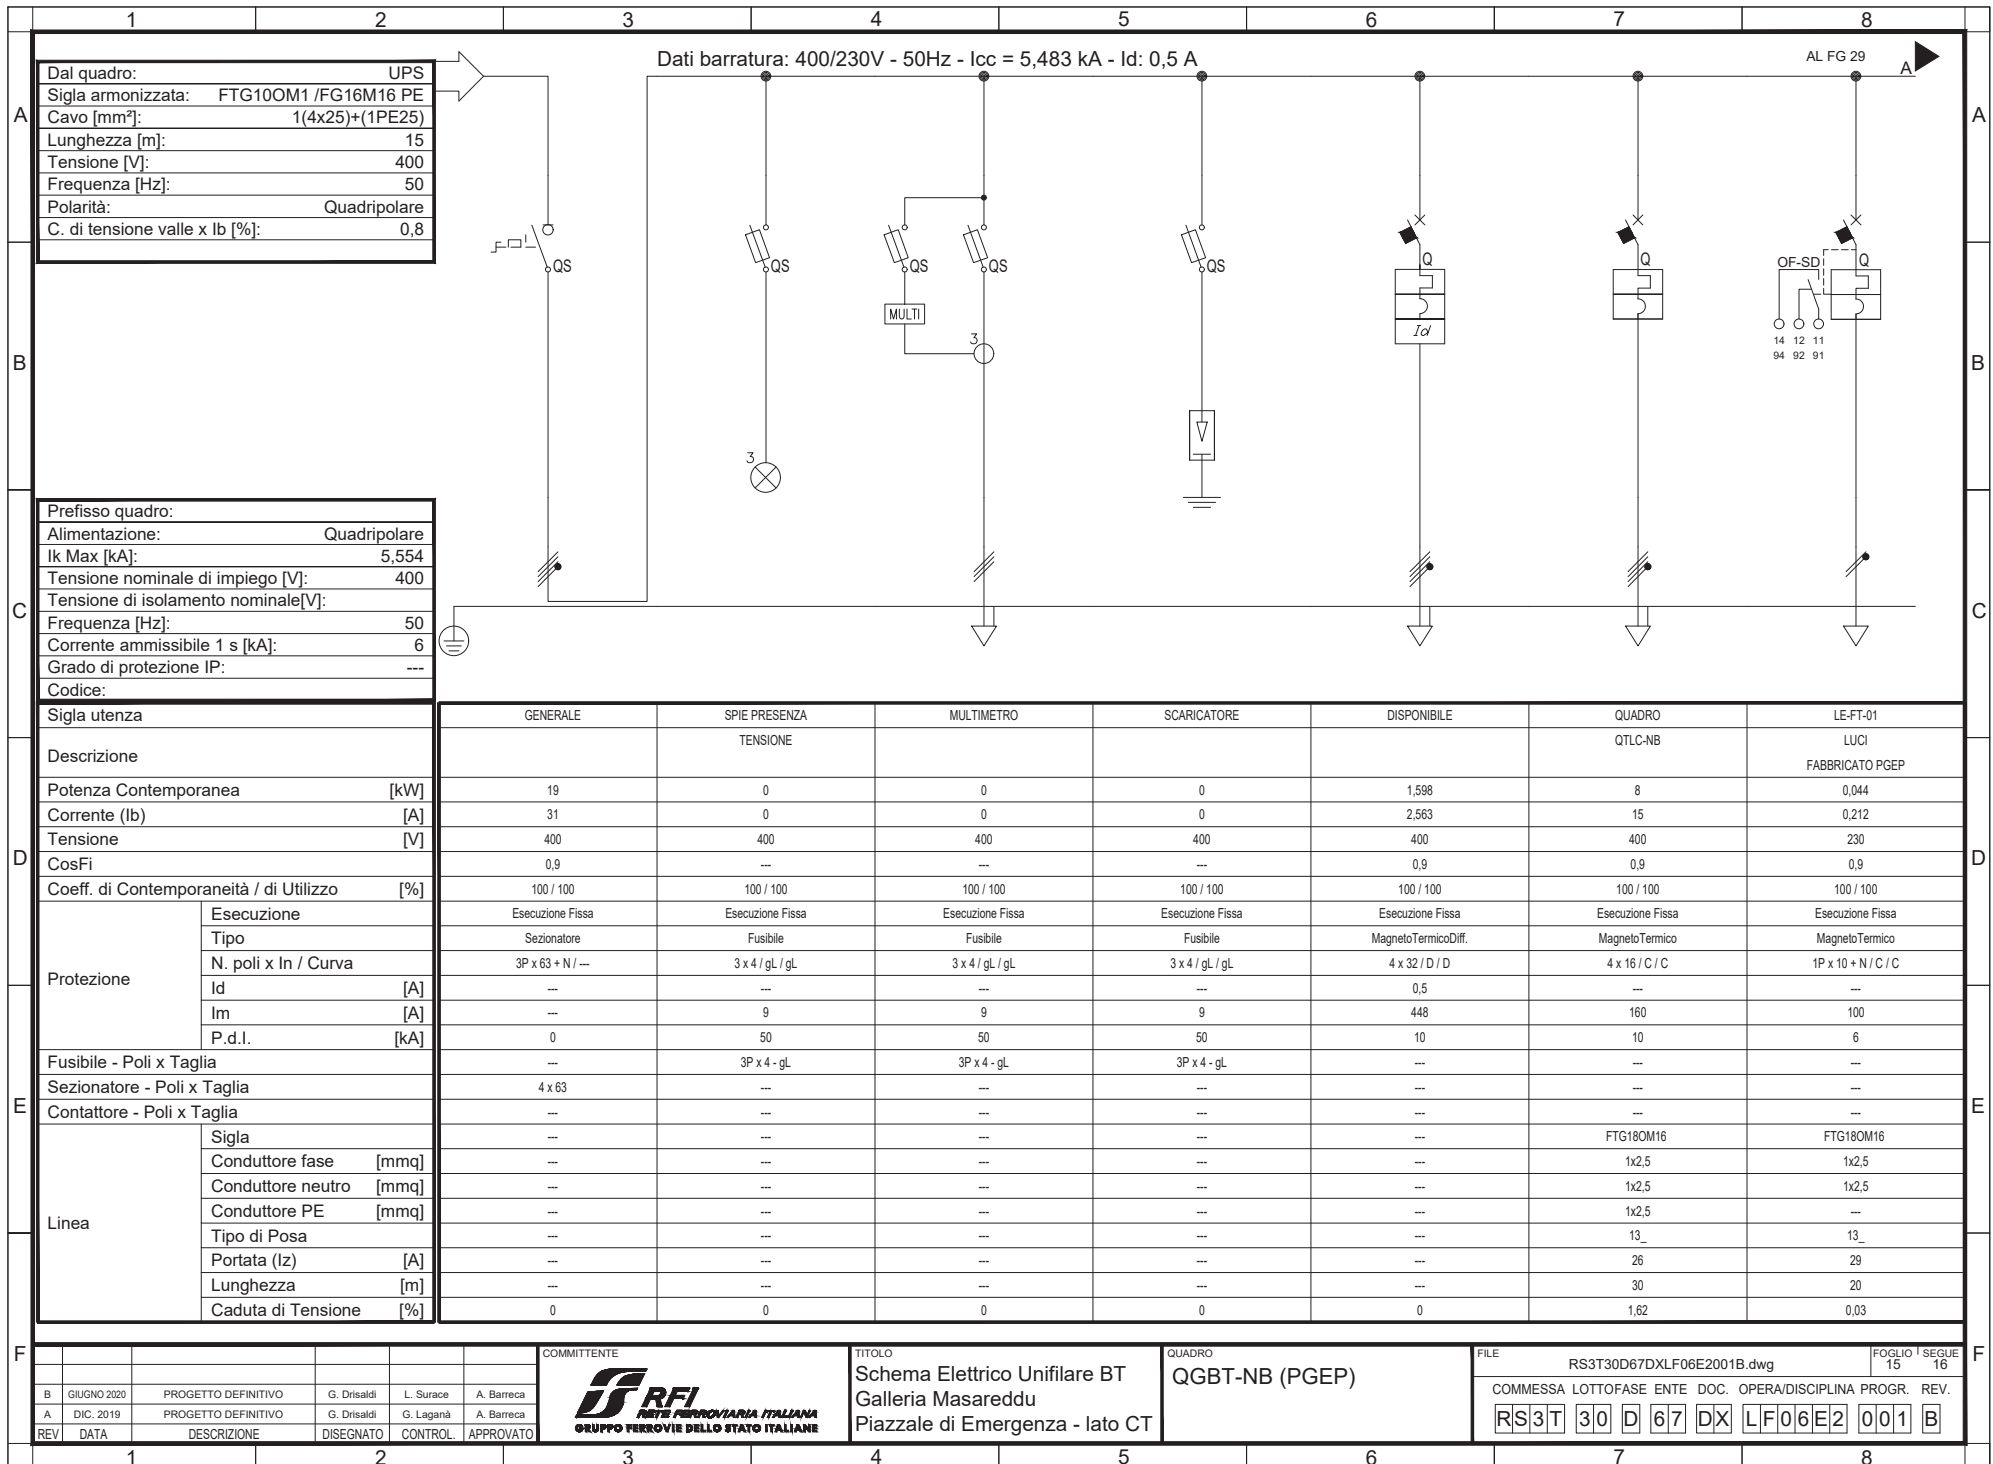 1 2 3 4 5 6 7 8
Dati barratura: 400/230V - 50Hz - Icc = 5,483 kA - Id: 0,5 A
AL FG 29
A
Dal quadro: UPS
Sigla armonizzata: FTG10OM1 /FG16M16 PE
Cavo [mm²]: 1(4x25)+(1PE25)
Lunghezza [m]: 15
Tensione [V]: 400
Frequenza [Hz]: 50
Polarità: Quadripolare
C. di tensione valle x Ib [%]: 0,8
A A
QS QS QS QS QS Q Q OF-SD Q
MULTI
Id
3
14 12 11
94 92 91
B B
3
Prefisso quadro:
Alimentazione: Quadripolare
Ik Max [kA]: 5,554
Tensione nominale di impiego [V]: 400
Tensione di isolamento nominale[V]:
Frequenza [Hz]: 50
Corrente ammissibile 1 s [kA]: 6
Grado di protezione IP: ---
Codice:
C C
Sigla utenza GENERALE SPIE PRESENZA MULTIMETRO SCARICATORE DISPONIBILE QUADRO LE-FT-01
Descrizione TENSIONE QTLC-NB LUCI
FABBRICATO PGEP
Potenza Contemporanea [kW] 19 0 0 0 1,598 8 0,044
Corrente (Ib) [A] 31 0 0 0 2,563 15 0,212
Tensione [V] 400 400 400 400 400 400 230
CosFi 0,9 --- --- --- 0,9 0,9 0,9
D D
Coeff. di Contemporaneità / di Utilizzo [%] 100 / 100 100 / 100 100 / 100 100 / 100 100 / 100 100 / 100 100 / 100
Protezione
Esecuzione Esecuzione Fissa Esecuzione Fissa Esecuzione Fissa Esecuzione Fissa Esecuzione Fissa Esecuzione Fissa Esecuzione Fissa
Tipo Sezionatore Fusibile Fusibile Fusibile MagnetoTermicoDiff. MagnetoTermico MagnetoTermico
N. poli x In / Curva 3P x 63 + N / --- 3 x 4 / gL / gL 3 x 4 / gL / gL 3 x 4 / gL / gL 4 x 32 / D / D 4 x 16 / C / C 1P x 10 + N / C / C
Id [A] --- --- --- --- 0,5 --- ---
Im [A] --- 9 9 9 448 160 100
P.d.I. [kA] 0 50 50 50 10 10 6
Fusibile - Poli x Taglia --- 3P x 4 - gL 3P x 4 - gL 3P x 4 - gL --- --- ---
Sezionatore - Poli x Taglia 4 x 63 --- --- --- --- --- ---
Contattore - Poli x Taglia --- --- --- --- --- --- ---
E E
Linea
Sigla --- --- --- --- --- FTG18OM16 FTG18OM16
Conduttore fase [mmq] --- --- --- --- --- 1x2,5 1x2,5
Conduttore neutro [mmq] --- --- --- --- --- 1x2,5 1x2,5
Conduttore PE [mmq] --- --- --- --- --- 1x2,5 ---
Tipo di Posa --- --- --- --- --- 13_ 13_
Portata (Iz) [A] --- --- --- --- --- 26 29
Lunghezza [m] --- --- --- --- --- 30 20
Caduta di Tensione [%] 0 0 0 0 0 1,62 0,03
F F
B GIUGNO 2020 PROGETTO DEFINITIVO G. Drisaldi L. Surace A. Barreca
A DIC. 2019 PROGETTO DEFINITIVO G. Drisaldi G. Laganà A. Barreca
REV DATA DESCRIZIONE DISEGNATO CONTROL. APPROVATO
COMMITTENTE
RFI
RETE FERROVIARIA ITALIANA
GRUPPO FERROVIE DELLO STATO ITALIANE
TITOLO
Schema Elettrico Unifilare BT
Galleria Masareddu
Piazzale di Emergenza - lato CT
QUADRO
QGBT-NB (PGEP)
FILE
RS3T30D67DXLF06E2001B.dwg
FOGLIO SEGUE
15 16
COMMESSA LOTTO FASE ENTE DOC. OPERA/DISCIPLINA PROGR. REV.
RS3T 30 D 67 DX LF06E2 001 B
1 2 3 4 5 6 7 8